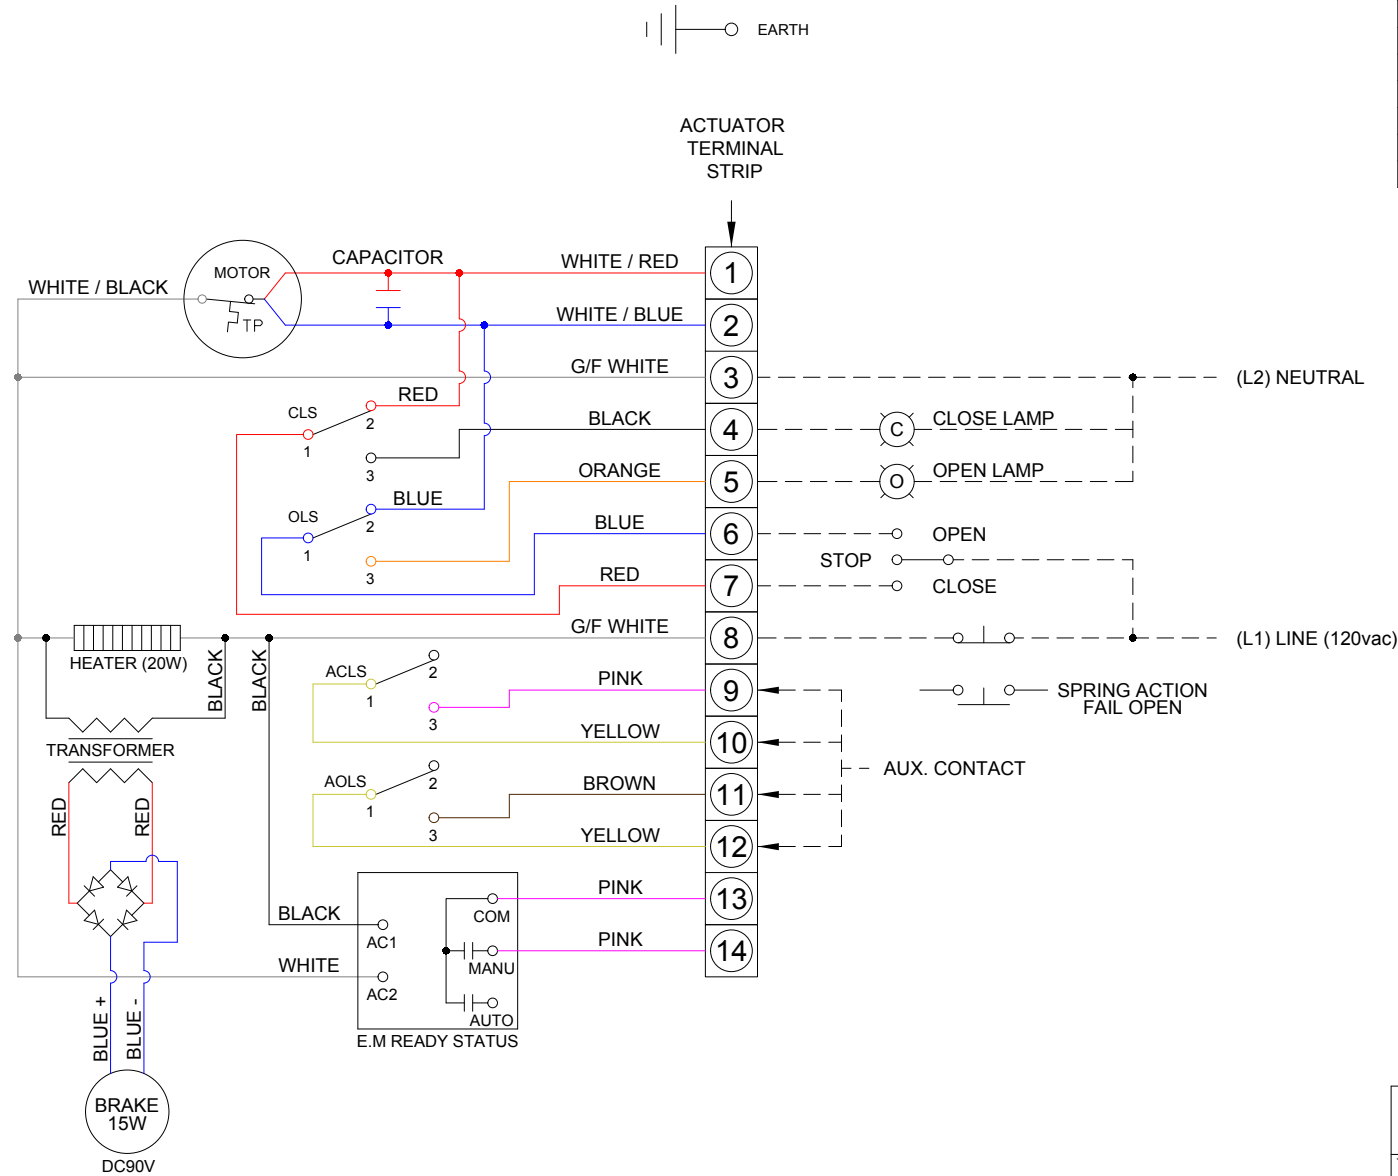 EARTH
ACTUATOR
TERMINAL
STRIP
MOTOR
TP
CAPACITOR
WHITE / BLACK
WHITE / RED
1
WHITE / BLUE
2
G/F WHITE
3
(L2) NEUTRAL
CLS
1
RED
2
3
BLACK
4
C
CLOSE LAMP
ORANGE
5
O
OPEN LAMP
OLS
1
BLUE
2
3
BLUE
6
OPEN
STOP
RED
7
CLOSE
HEATER (20W)
BLACK
BLACK
G/F WHITE
8
(L1) LINE (120vac)
ACLS
1
2
3
PINK
9
SPRING ACTION
FAIL OPEN
YELLOW
10
TRANSFORMER
AUX. CONTACT
AOLS
1
2
3
BROWN
11
YELLOW
12
RED
RED
BLACK
AC1
COM
PINK
13
WHITE
AC2
MANU
PINK
14
AUTO
E.M READY STATUS
BLUE +
BLUE -
BRAKE
15W
DC90V